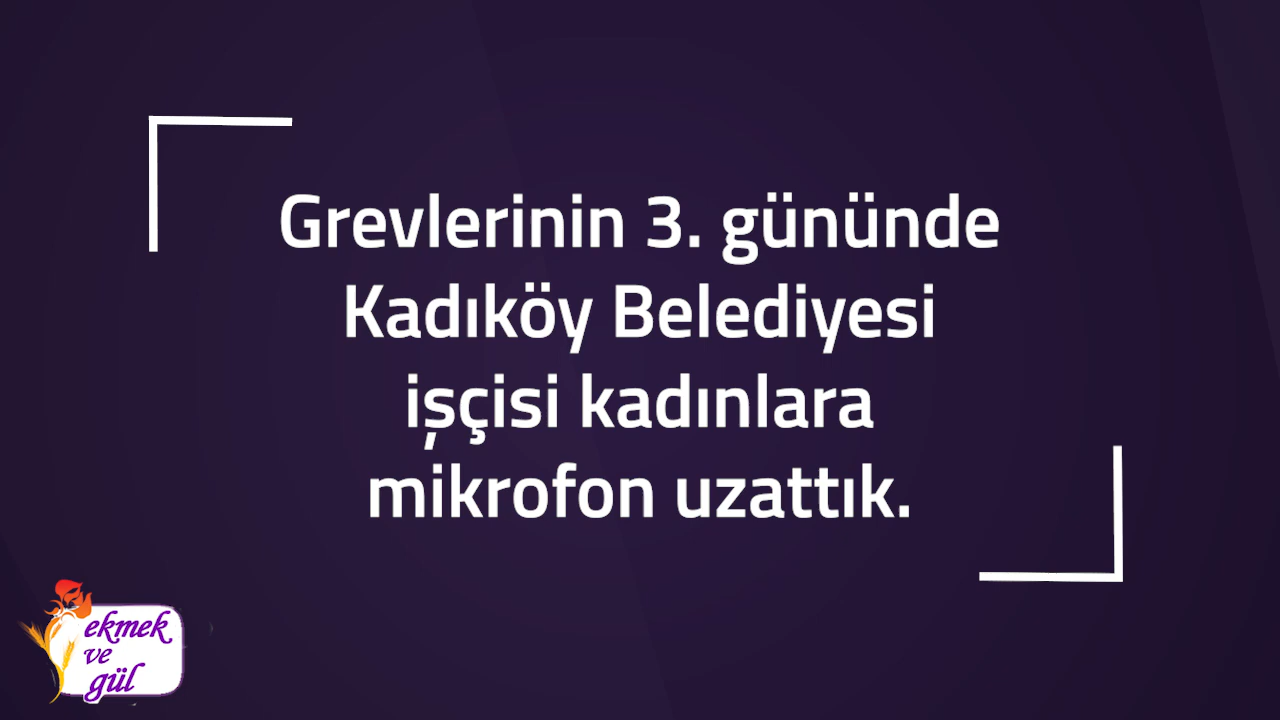 Grevlerinin 3. gününde
Kadıköy Belediyesi
işçisi kadınlara
mikrofon uzattık.
ekmek
ve
gül